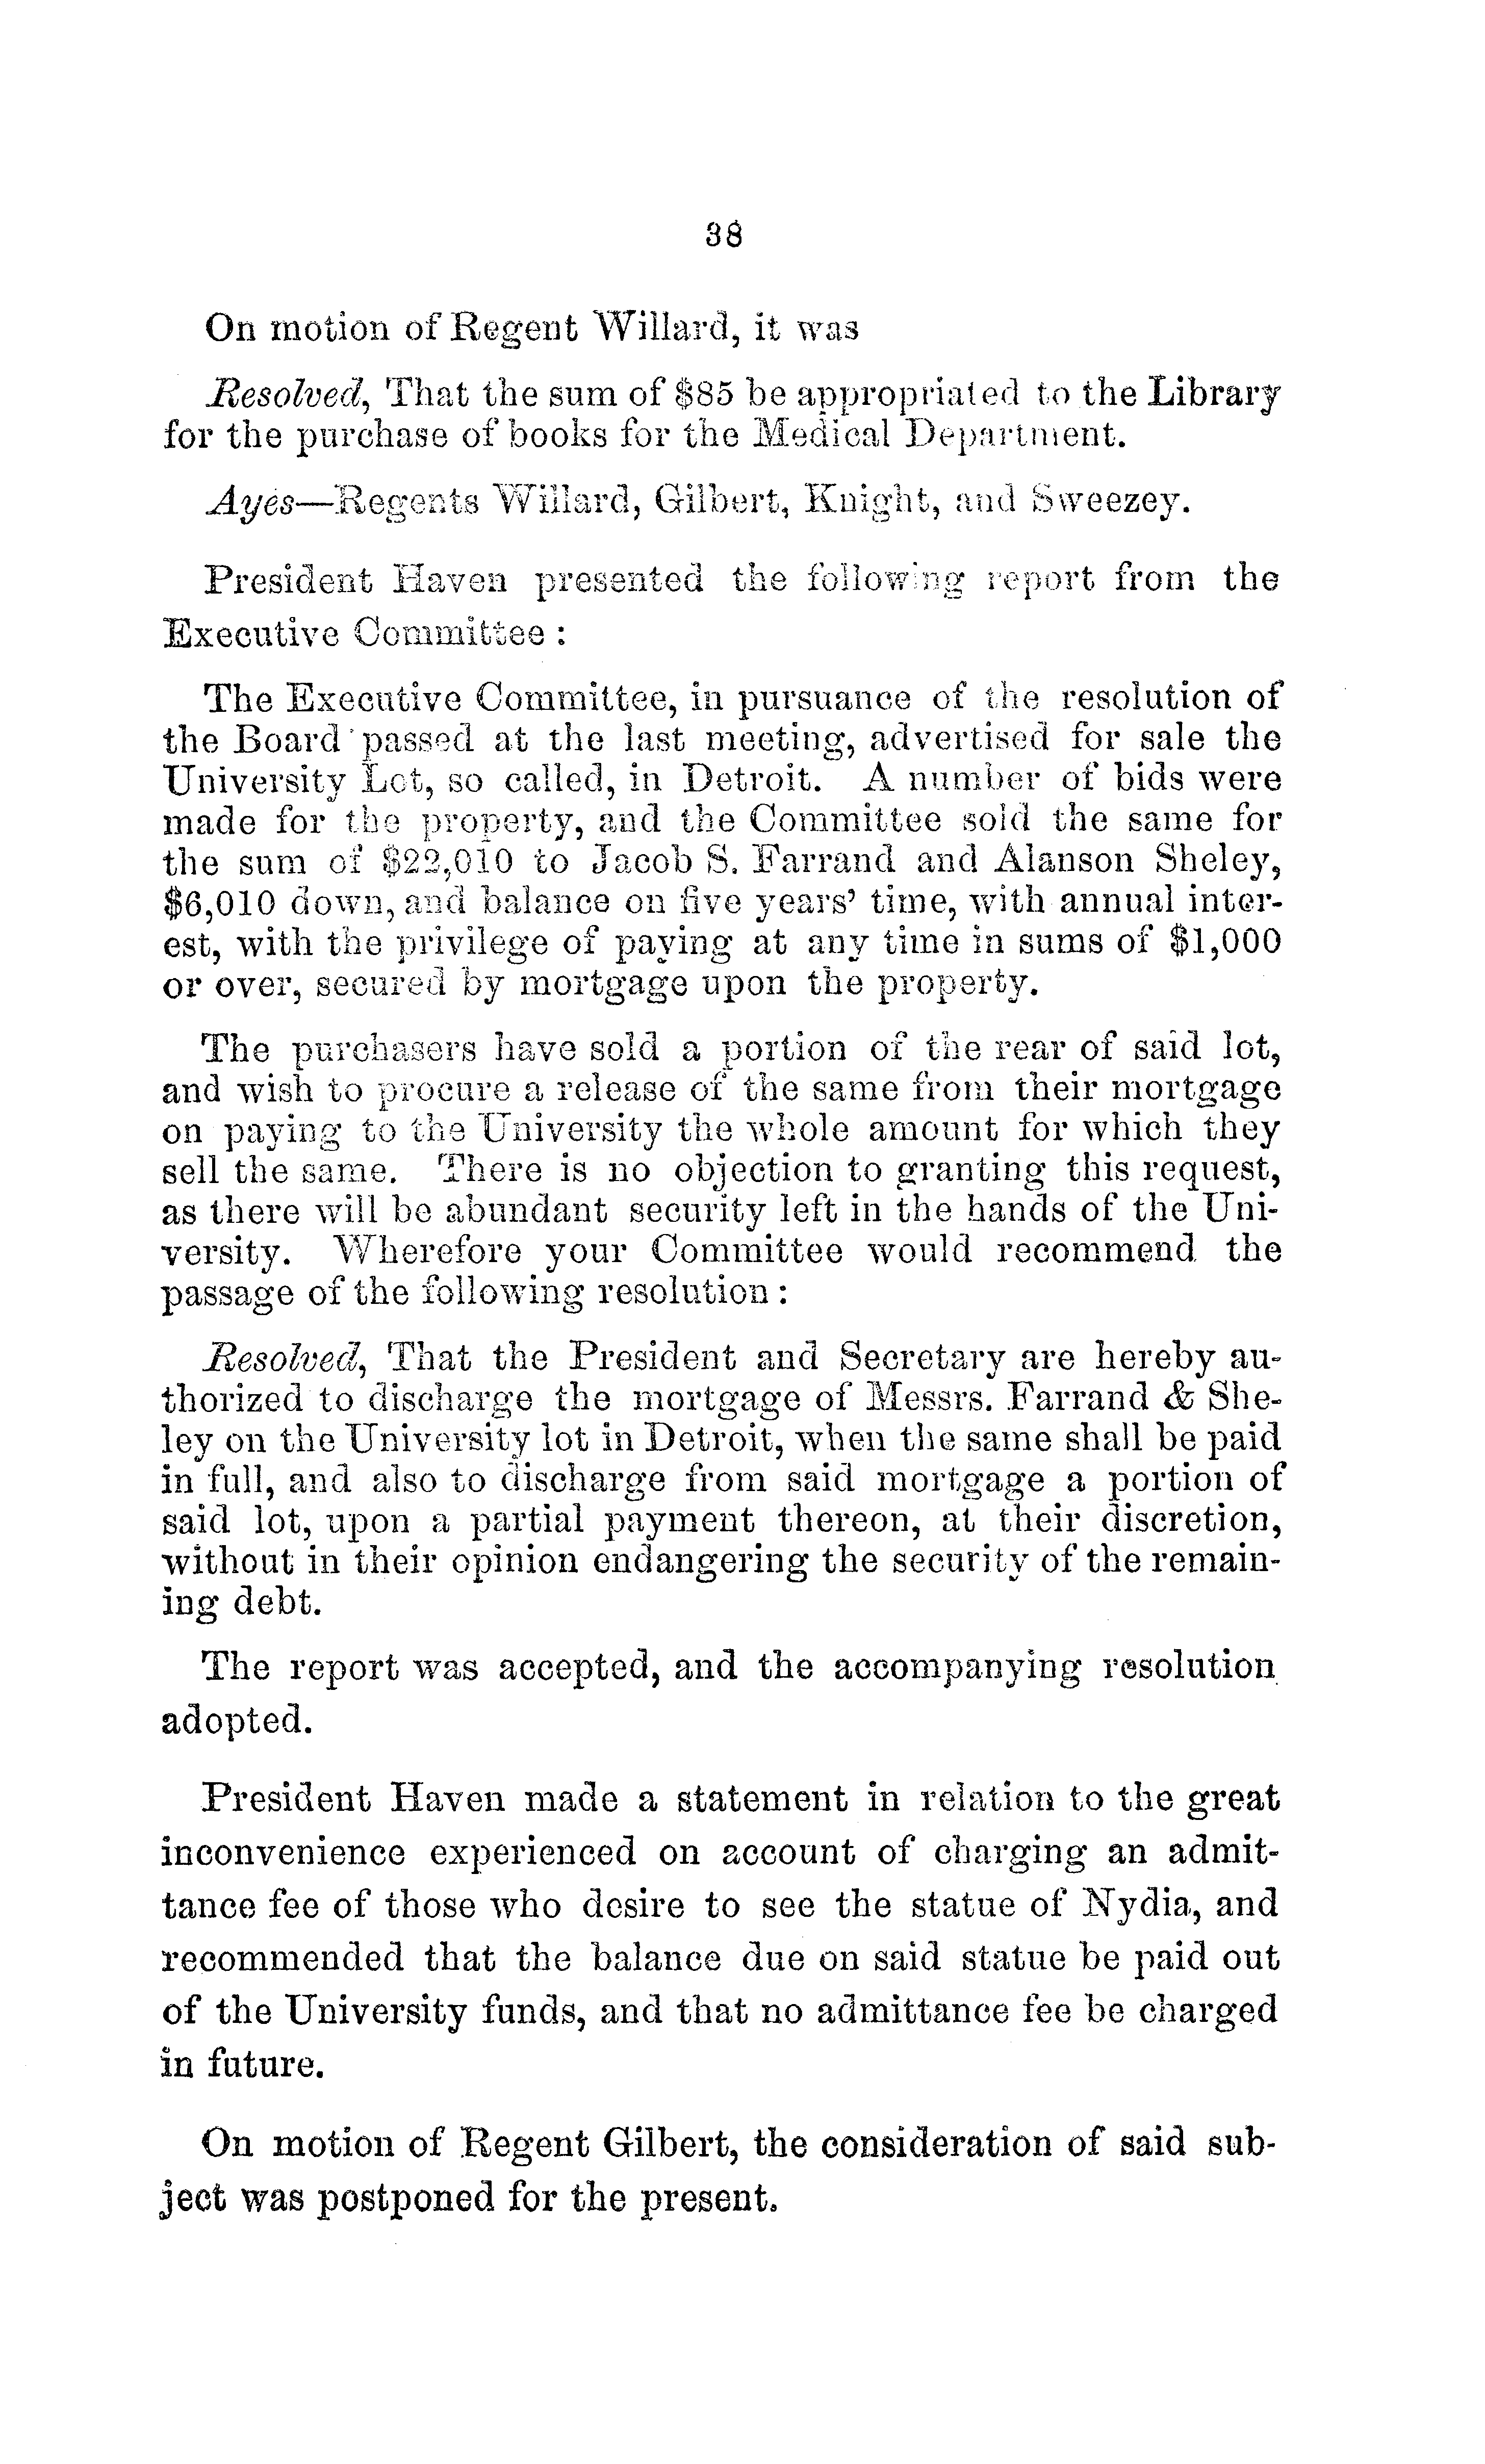 38
On motion of Regent Willard, it was
Resolved, That the sum of $85 be appropriated to the Library
for the purchase of books for the Medical Department.
Ayes—Regents Willard, Gilbert, Knight, and Sweezey.
President Haven presented the following report from the
Executive Committee :
The Executive Committee, in pursuance of the resolution of
the Board passed at the last meeting, advertised for sale the
University Lot, so called, in Detroit. A number of bids were
made for the property, and the Committee sold the same for
the sum of $22,010 to Jacob S. Farrand and Alanson Sheley,
$6,010 down, and balance on five years' time, with annual inter-
est, with the privilege of paying at any time in sums of $1,000
or over, secured by mortgage upon the property.
The purchasers have sold a portion of the rear of said lot,
and wish to procure a release of the same from their mortgage
on paying to the University the whole amount for which they
sell the same. There is no objection to granting this request,
as there will be abundant security left in the hands of the Uni-
versity. Wherefore your Committee would recommend the
passage of the following resolution :
Resolved, That the President and Secretary are hereby au-
thorized to discharge the mortgage of Messrs. Farrand & She-
ley on the University lot in Detroit, when the same shall be paid
in full, and also to discharge from said mortgage a portion of
said lot, upon a partial payment thereon, at their discretion,
without in their opinion endangering the security of the remain-
ing debt.
The report was accepted, and the accompanying resolution
adopted.
President Haven made a statement in relation to the great
inconvenience experienced on account of charging an admit-
tance fee of those who desire to see the statue of Nydia, and
recommended that the balance due on said statue be paid out
of the University funds, and that no admittance fee be charged
in future.
On motion of Regent Gilbert, the consideration of said sub-
ject was postponed for the present.